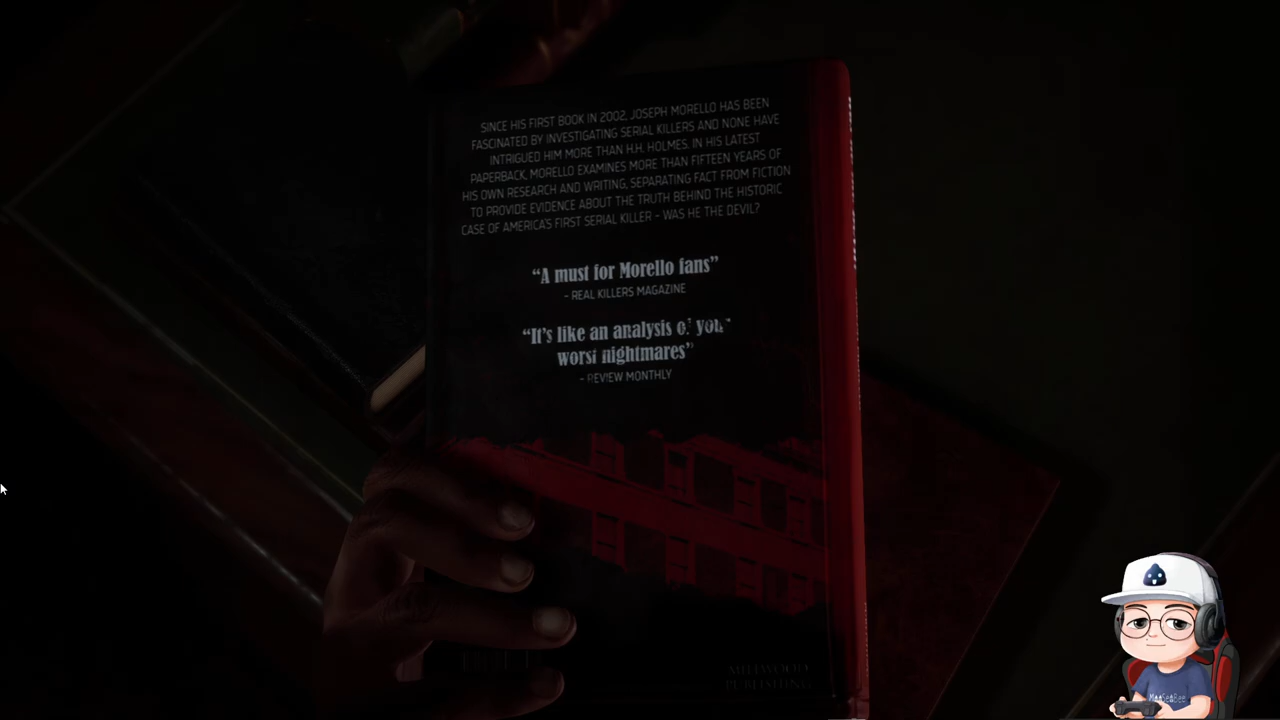 SINCE HIS FIRST BOOK IN 2002, JOSEPH MORELLO HAS BEEN
FASCINATED BY INVESTIGATING SERIAL KILLERS AND NONE HAVE
INTRIGUED HIM MORE THAN H.H. HOLMES. IN HIS LATEST
PAPERBACK, MORELLO EXAMINES MORE THAN FIFTEEN YEARS OF
HIS OWN RESEARCH AND WRITING, SEPARATING FACT FROM FICTION
TO PROVIDE EVIDENCE ABOUT THE TRUTH BEHIND THE HISTORIC
CASE OF AMERICA'S FIRST SERIAL KILLER – WAS HE THE DEVIL?
“A must for Morello fans”
- REAL KILLERS MAGAZINE
“It’s like an analysis of your
worst nightmares”
- REVIEW MONTHLY
PUBLISHING